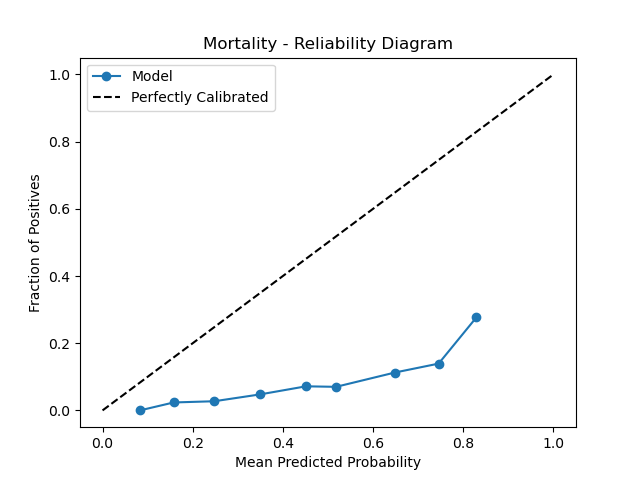 Mortality - Reliability Diagram
Model
Perfectly Calibrated
Fraction of Positives
1.0
0.8
0.6
0.4
0.2
0.0
0.0 0.2 0.4 0.6 0.8 1.0
Mean Predicted Probability